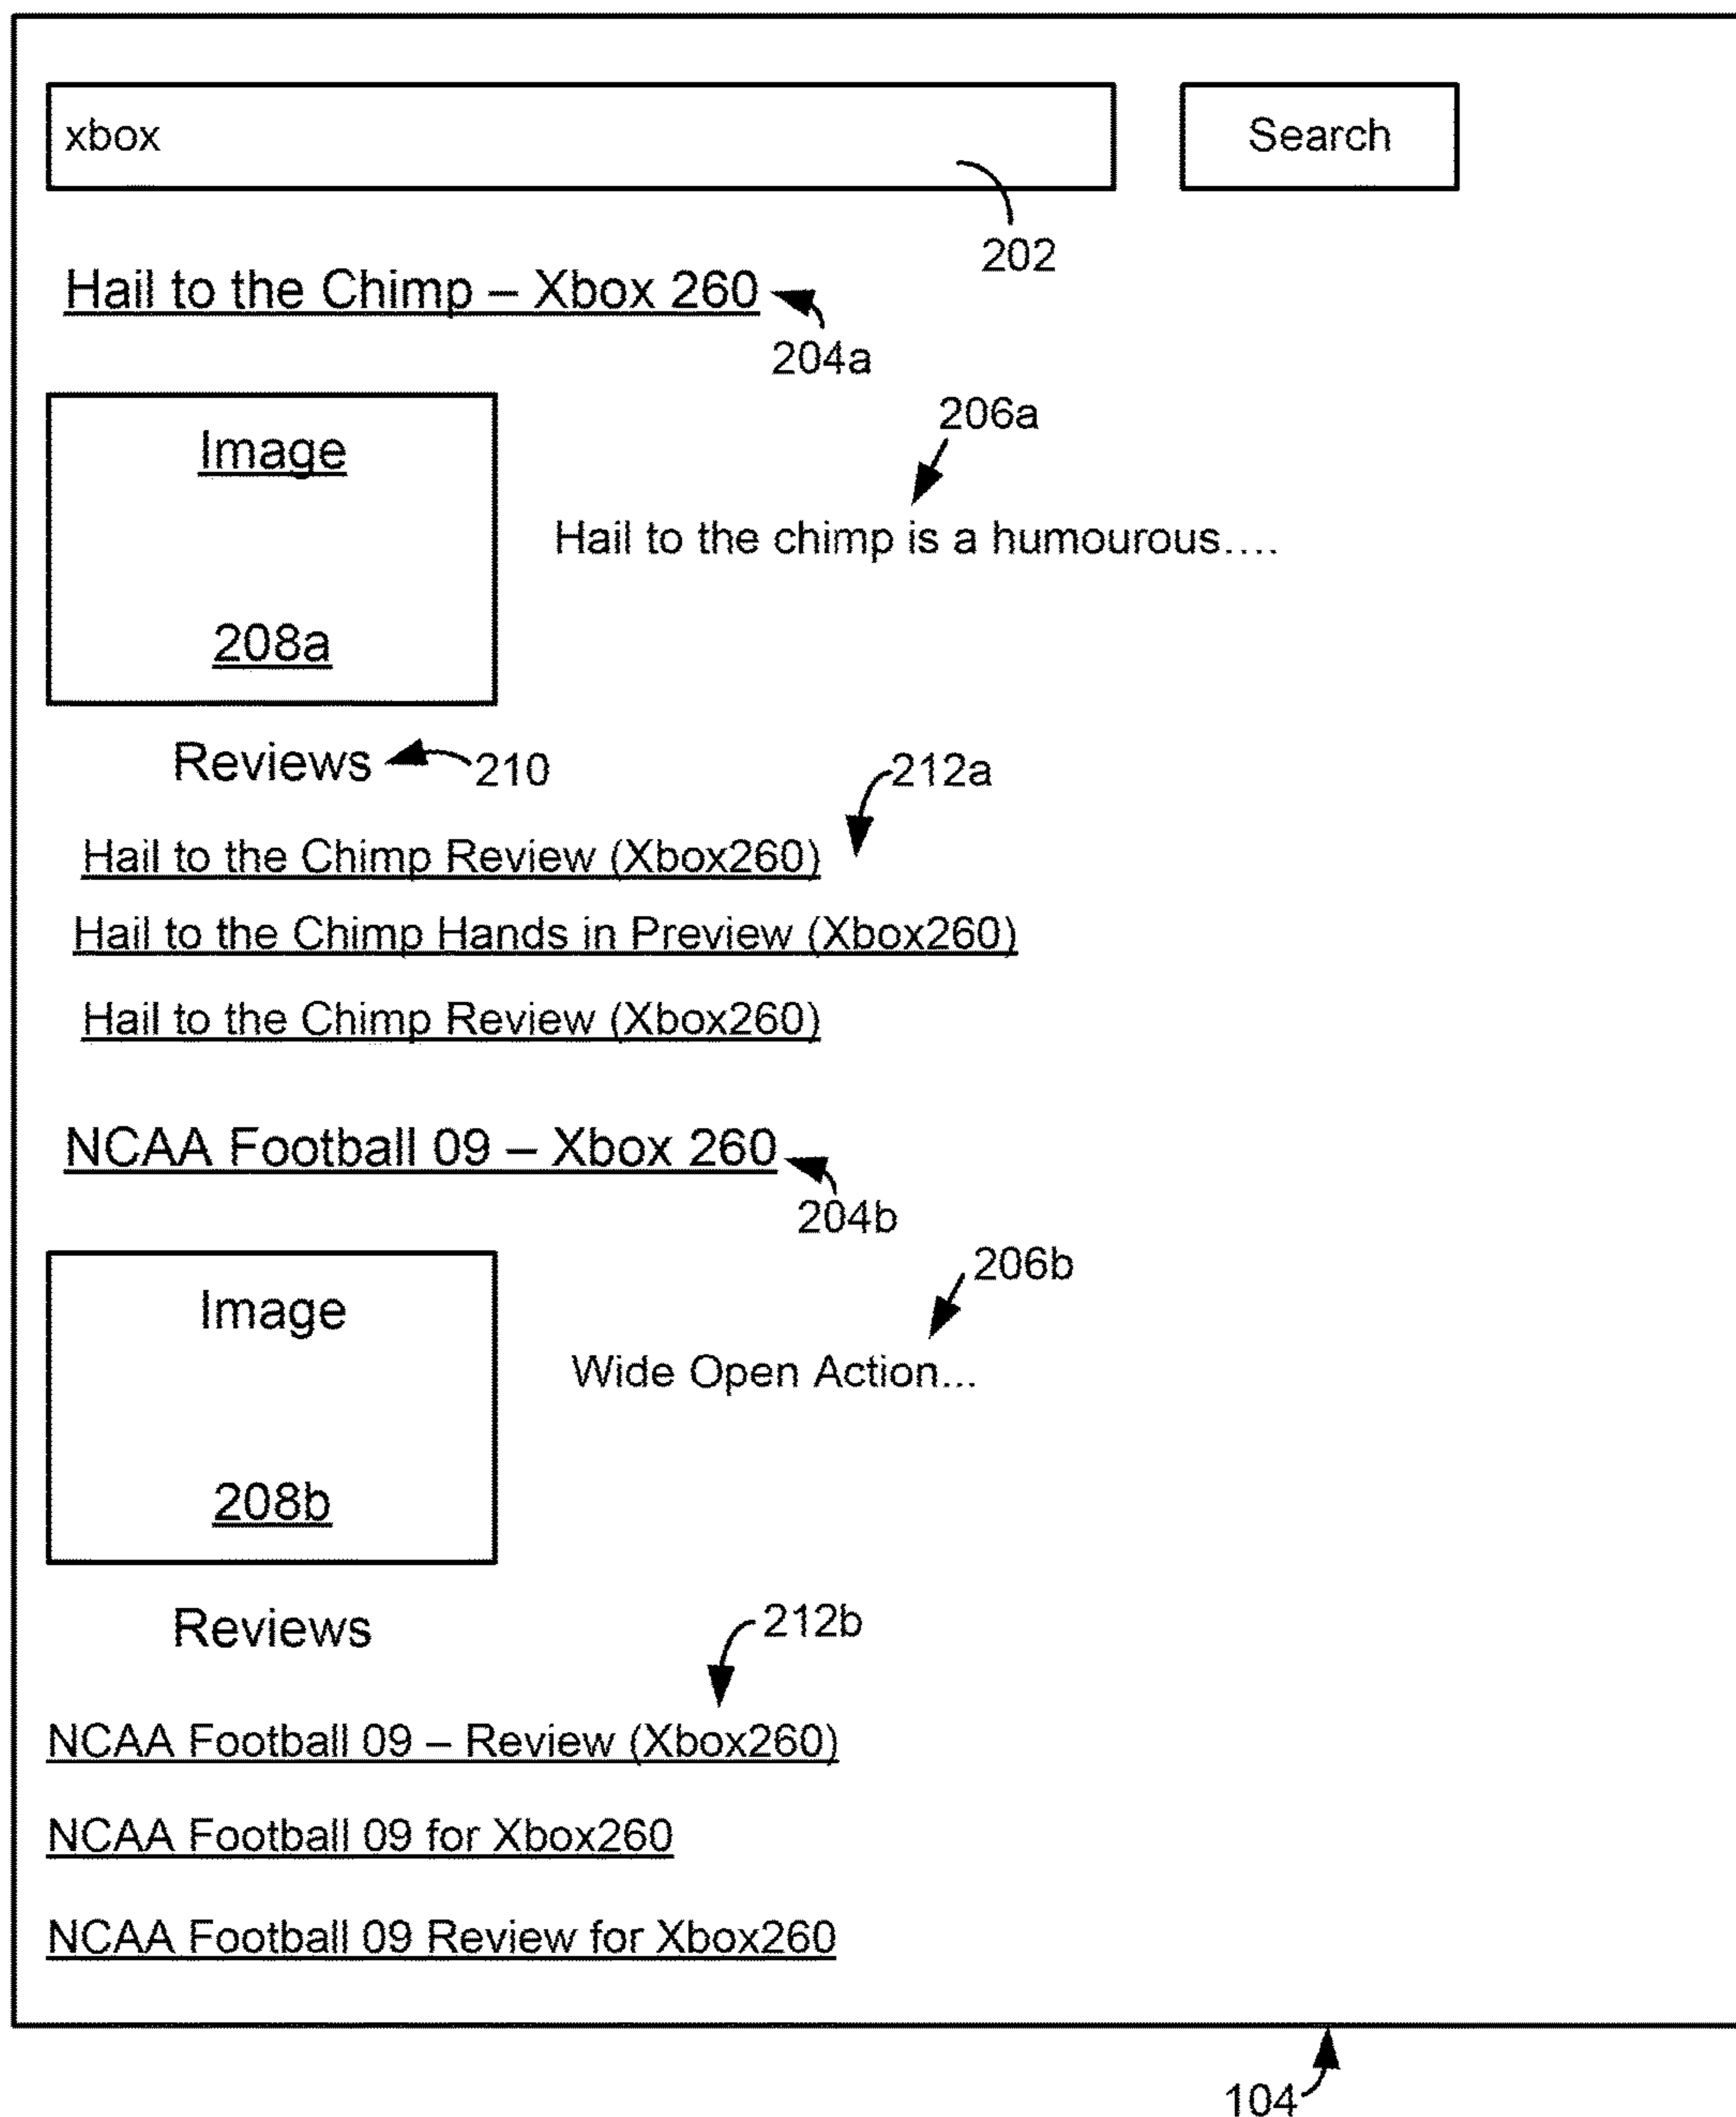 xbox Search
202
Hail to the Chimp – Xbox 260
204a
206a
Image
Hail to the chimp is a humourous....
208a
Reviews 210 212a
Hail to the Chimp Review (Xbox260)
Hail to the Chimp Hands in Preview (Xbox260)
Hail to the Chimp Review (Xbox260)
NCAA Football 09 – Xbox 260
204b
206b
Image
Wide Open Action...
208b
Reviews 212b
NCAA Football 09 – Review (Xbox260)
NCAA Football 09 for Xbox260
NCAA Football 09 Review for Xbox260
104